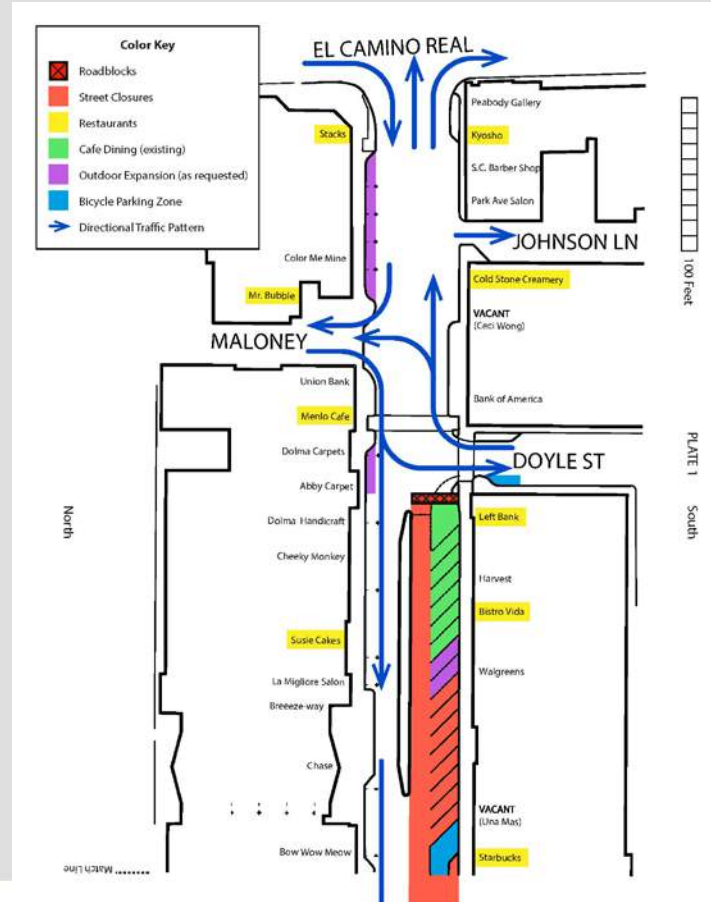 Color Key
Roadblocks
Street Closures
Restaurants
Cafe Dining (existing)
Outdoor Expansion (as requested)
Bicycle Parking Zone
Directional Traffic Pattern
EL CAMINO REAL
Peabody Gallery
Stacks
Kyosho
S.C. Barber Shop
Park Ave Salon
JOHNSON LN
Color Me Mine
Cold Stone Creamery
Mr. Bubble
VACANT
(Ceci Wong)
100 Feet
MALONEY
Union Bank
Bank of America
Menlo Cafe
Dolma Carpets
DOYLE ST
PLATE 1
Abby Carpet
North
Dolma Handicraft
Left Bank
South
Cheeky Monkey
Harvest
Bistro Vida
Susie Cakes
Walgreens
La Migliore Salon
Breeeze-way
Chase
VACANT
(Una Mas)
Bow Wow Meow
Starbucks
Match Line